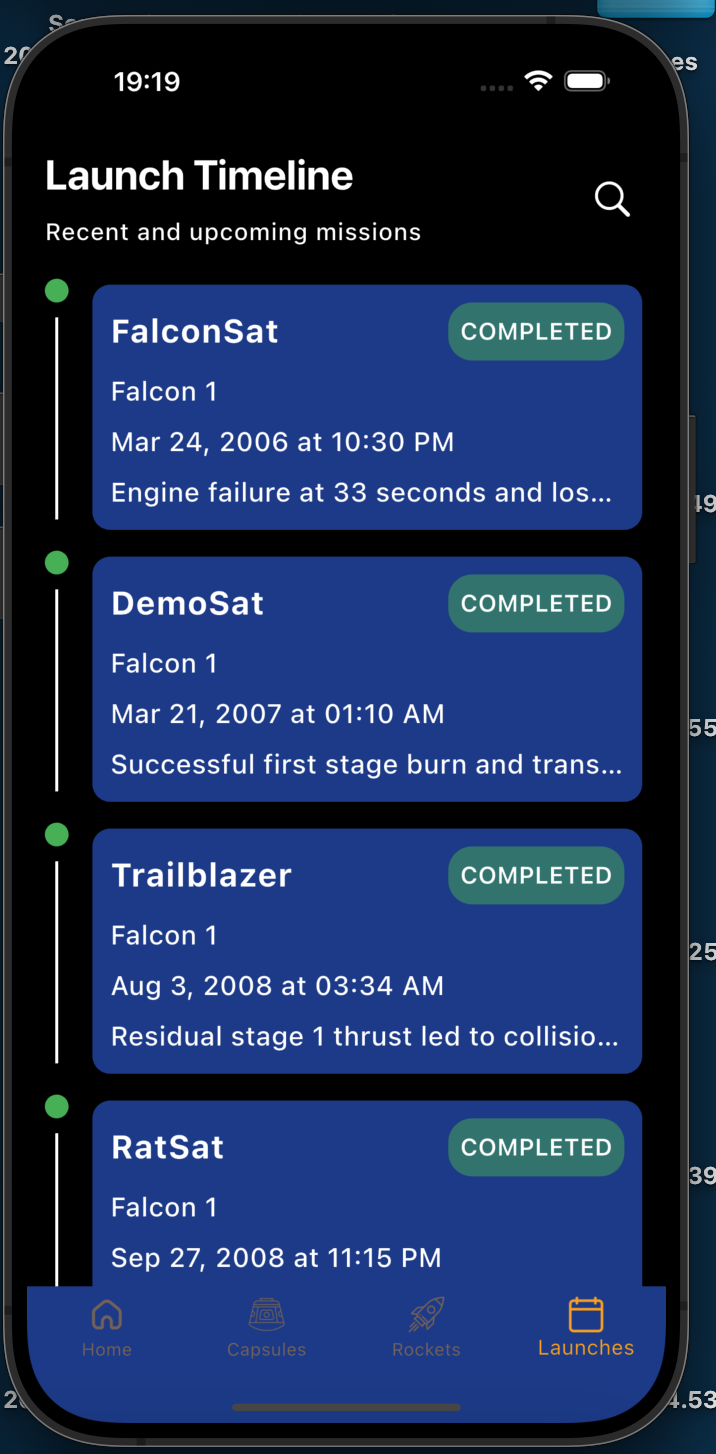 19:19
Launch Timeline
Recent and upcoming missions
FalconSat
COMPLETED
Falcon 1
Mar 24, 2006 at 10:30 PM
Engine failure at 33 seconds and los...
DemoSat
COMPLETED
Falcon 1
Mar 21, 2007 at 01:10 AM
Successful first stage burn and trans...
Trailblazer
COMPLETED
Falcon 1
Aug 3, 2008 at 03:34 AM
Residual stage 1 thrust led to collisio...
RatSat
COMPLETED
Falcon 1
Sep 27, 2008 at 11:15 PM
Home
Capsules
Rockets
Launches